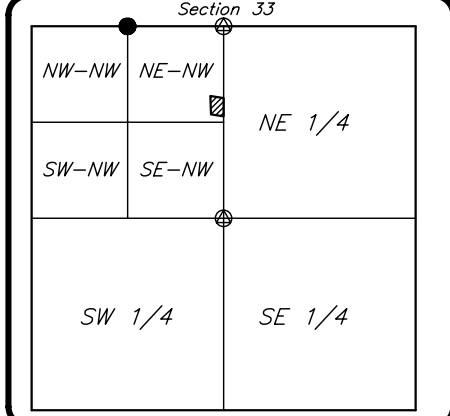 Section 33
NW-NW NE-NW
NE 1/4
SW-NW SE-NW
SW 1/4 SE 1/4